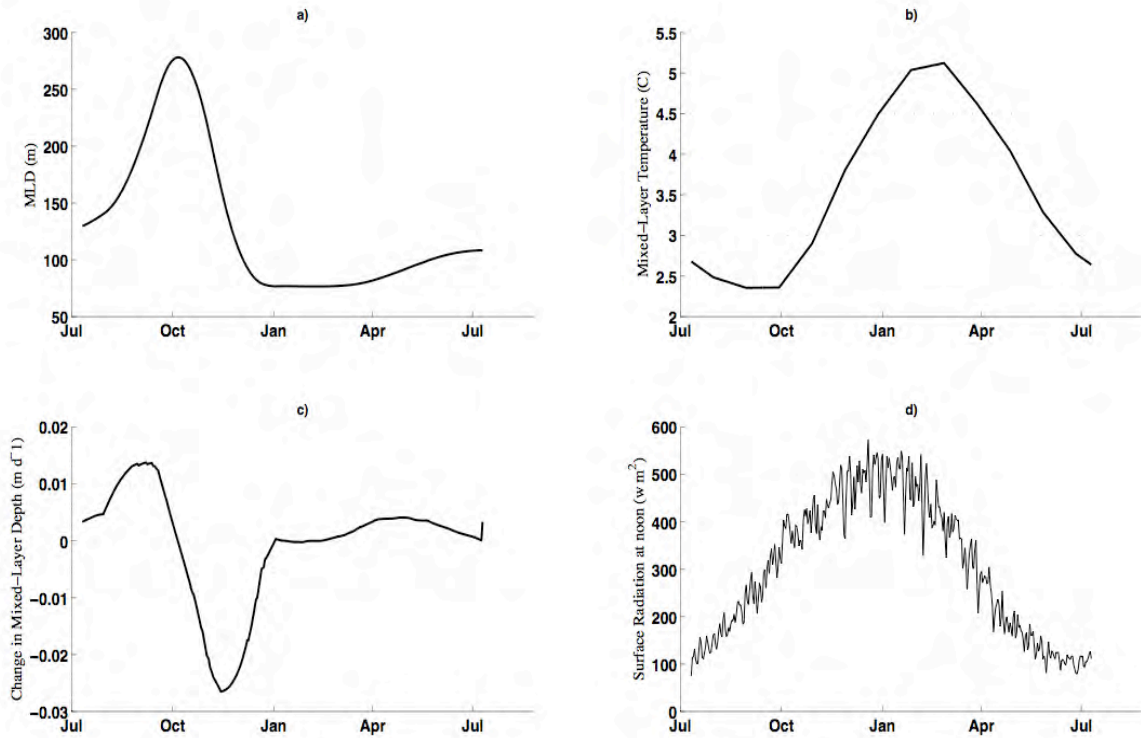 a)
MLD (m)
300
250
200
150
100
50
Jul Oct Jan Apr Jul
b)
Mixed-Layer Temperature (C)
5.5
5
4.5
4
3.5
3
2.5
2
Jul Oct Jan Apr Jul
c)
Change in Mixed-Layer Depth (m d¯1)
0.02
0.01
0
-0.01
-0.02
-0.03
Jul Oct Jan Apr Jul
d)
Surface Radiation at noon (w m²)
600
500
400
300
200
100
0
Jul Oct Jan Apr Jul